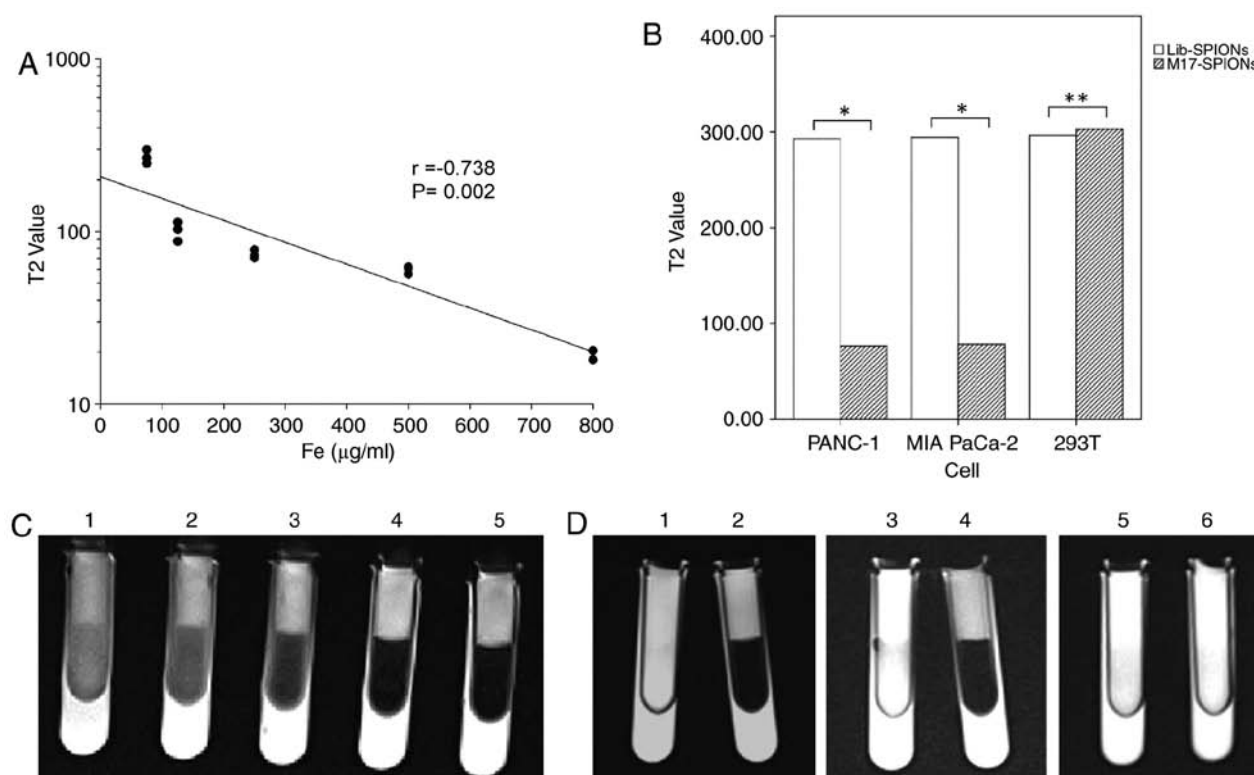 A
1000
100
10
T2 Value
r =-0.738
P= 0.002
0 100 200 300 400 500 600 700 800
Fe (μg/ml)
B
400.00
300.00
200.00
100.00
0.00
T2 Value
* * **
PANC-1 MIA PaCa-2 293T
Cell
Lib-SPIONs
M17-SPIONs
C
1 2 3 4 5
D
1 2 3 4 5 6